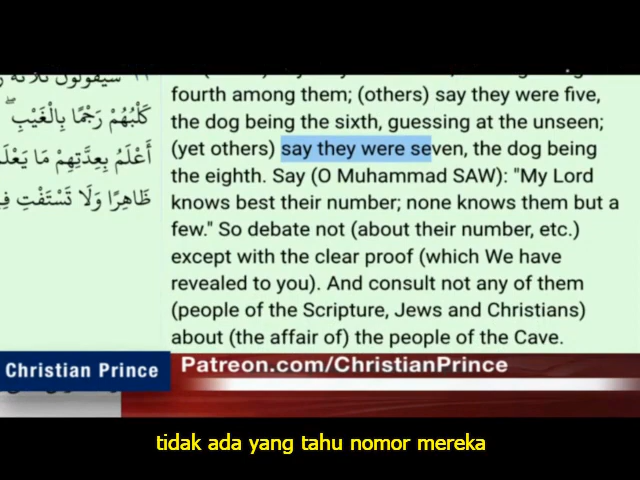 سيقولون ثلاثة
كَلْبُهُمْ رَجْمًا بِالْغَيْبِ ۖ
أَعْلَمُ بِعِدَّتِهِمْ مَا يَعْلَ
ظَاهِرًا وَلَا تَسْتَفْتِ فِ
fourth among them; (others) say they were five,
the dog being the sixth, guessing at the unseen;
(yet others) say they were seven, the dog being
the eighth. Say (O Muhammad SAW): "My Lord
knows best their number; none knows them but a
few." So debate not (about their number, etc.)
except with the clear proof (which We have
revealed to you). And consult not any of them
(people of the Scripture, Jews and Christians)
about (the affair of) the people of the Cave.
Christian Prince
Patreon.com/ChristianPrince
tidak ada yang tahu nomor mereka